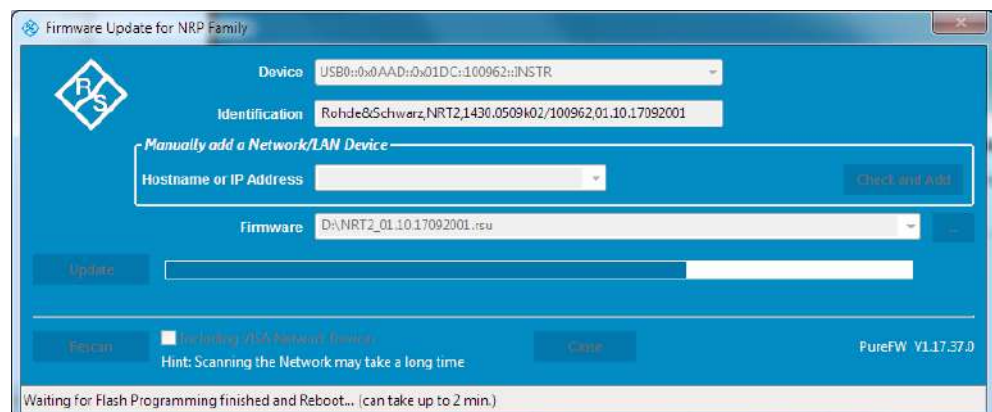 Firmware Update for NRP Family
R S
Device USB0::0x0AAD::0x01DC::100962::INSTR
Identification Rohde&Schwarz,NRT2,1430.0509k02/100962,01.10.17092001
Manually add a Network/LAN Device
Hostname or IP Address Check and Add
Firmware D:\NRT2_01.10.17092001.rsu ...
Update
Rescan Including VISA Network Devices Close
Hint: Scanning the Network may take a long time PureFW V1.17.37.0
Waiting for Flash Programming finished and Reboot... (can take up to 2 min.)